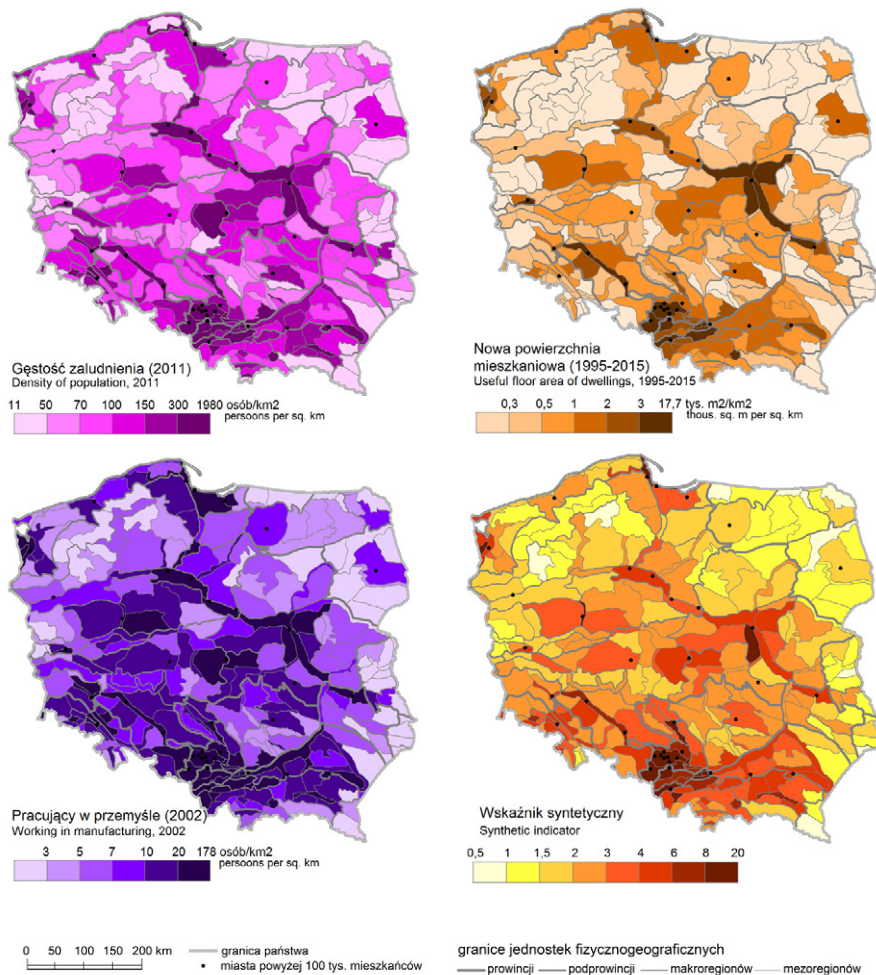 Gęstość zaludnienia (2011)
Density of population, 2011
11 50 70 100 150 300 1980 osób/km2
persoons per sq. km
Nowa powierzchnia
mieszkaniowa (1995-2015)
Useful floor area of dwellings, 1995-2015
0,3 0,5 1 2 3 17,7 tys. m2/km2
thous. sq. m per sq. km
Pracujący w przemyśle (2002)
Working in manufacturing, 2002
3 5 7 10 20 178 osób/km2
persoons per sq. km
Wskaźnik syntetyczny
Synthetic indicator
0,5 1 1,5 2 3 4 6 8 20
0 50 100 150 200 km
granica państwa
miasta powyżej 100 tys. mieszkańców
granice jednostek fizycznogeograficznych
prowincji podprowincji makroregionów mezoregionów